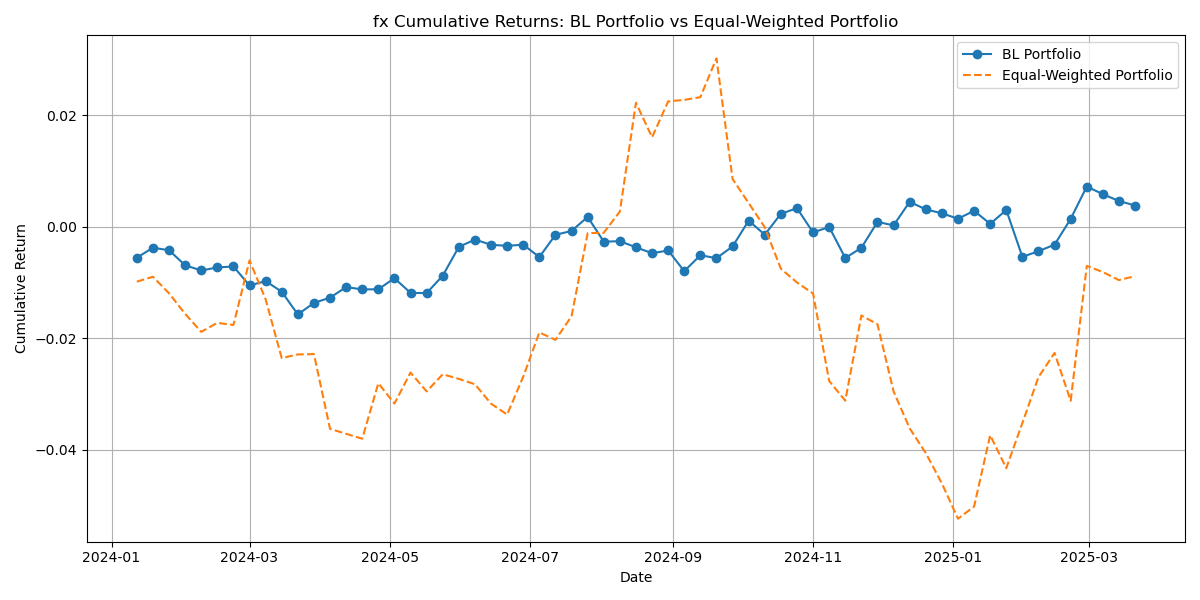 fx Cumulative Returns: BL Portfolio vs Equal-Weighted Portfolio
BL Portfolio
Equal-Weighted Portfolio
Cumulative Return
0.02
0.00
−0.02
−0.04
2024-01
2024-03
2024-05
2024-07
2024-09
2024-11
2025-01
2025-03
Date